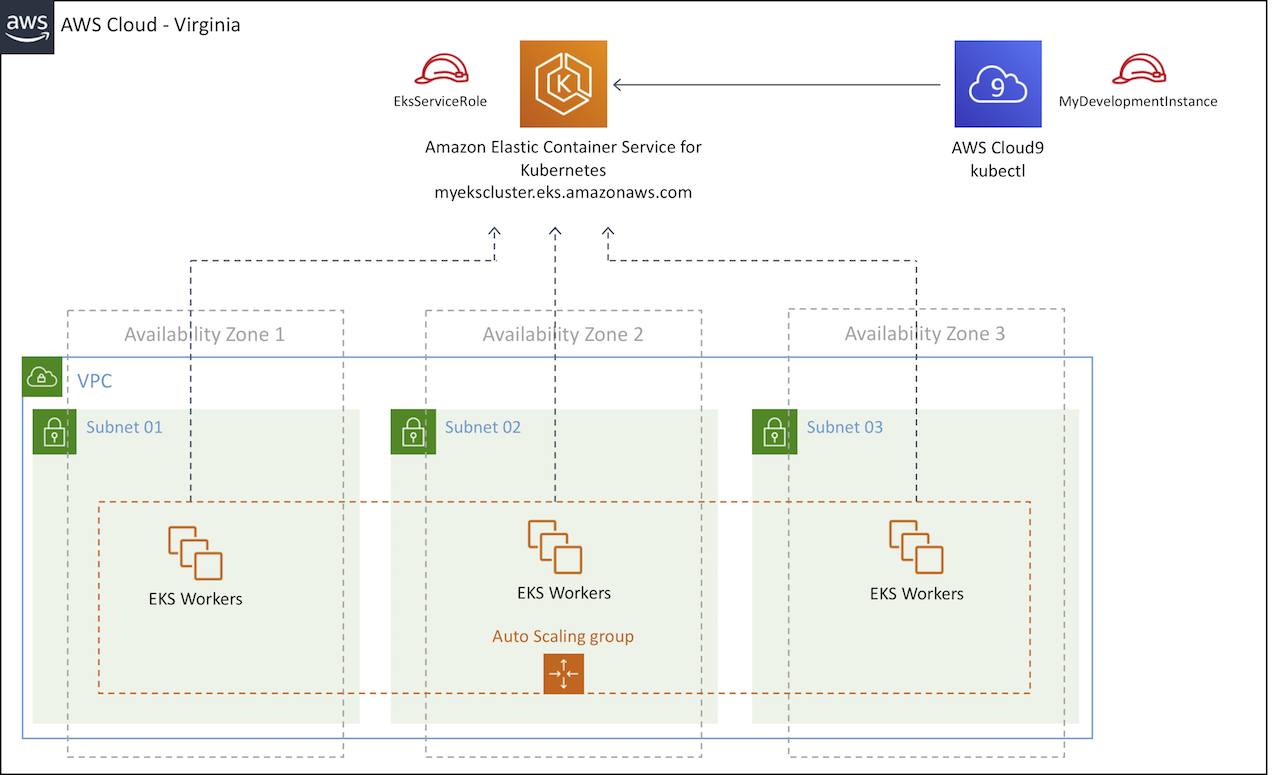 aws
AWS Cloud - Virginia
EksServiceRole
MyDevelopmentInstance
K
9
Amazon Elastic Container Service for
Kubernetes
myekscluster.eks.amazonaws.com
AWS Cloud9
kubectl
Availability Zone 1
Availability Zone 2
Availability Zone 3
VPC
Subnet 01
Subnet 02
Subnet 03
EKS Workers
EKS Workers
EKS Workers
Auto Scaling group